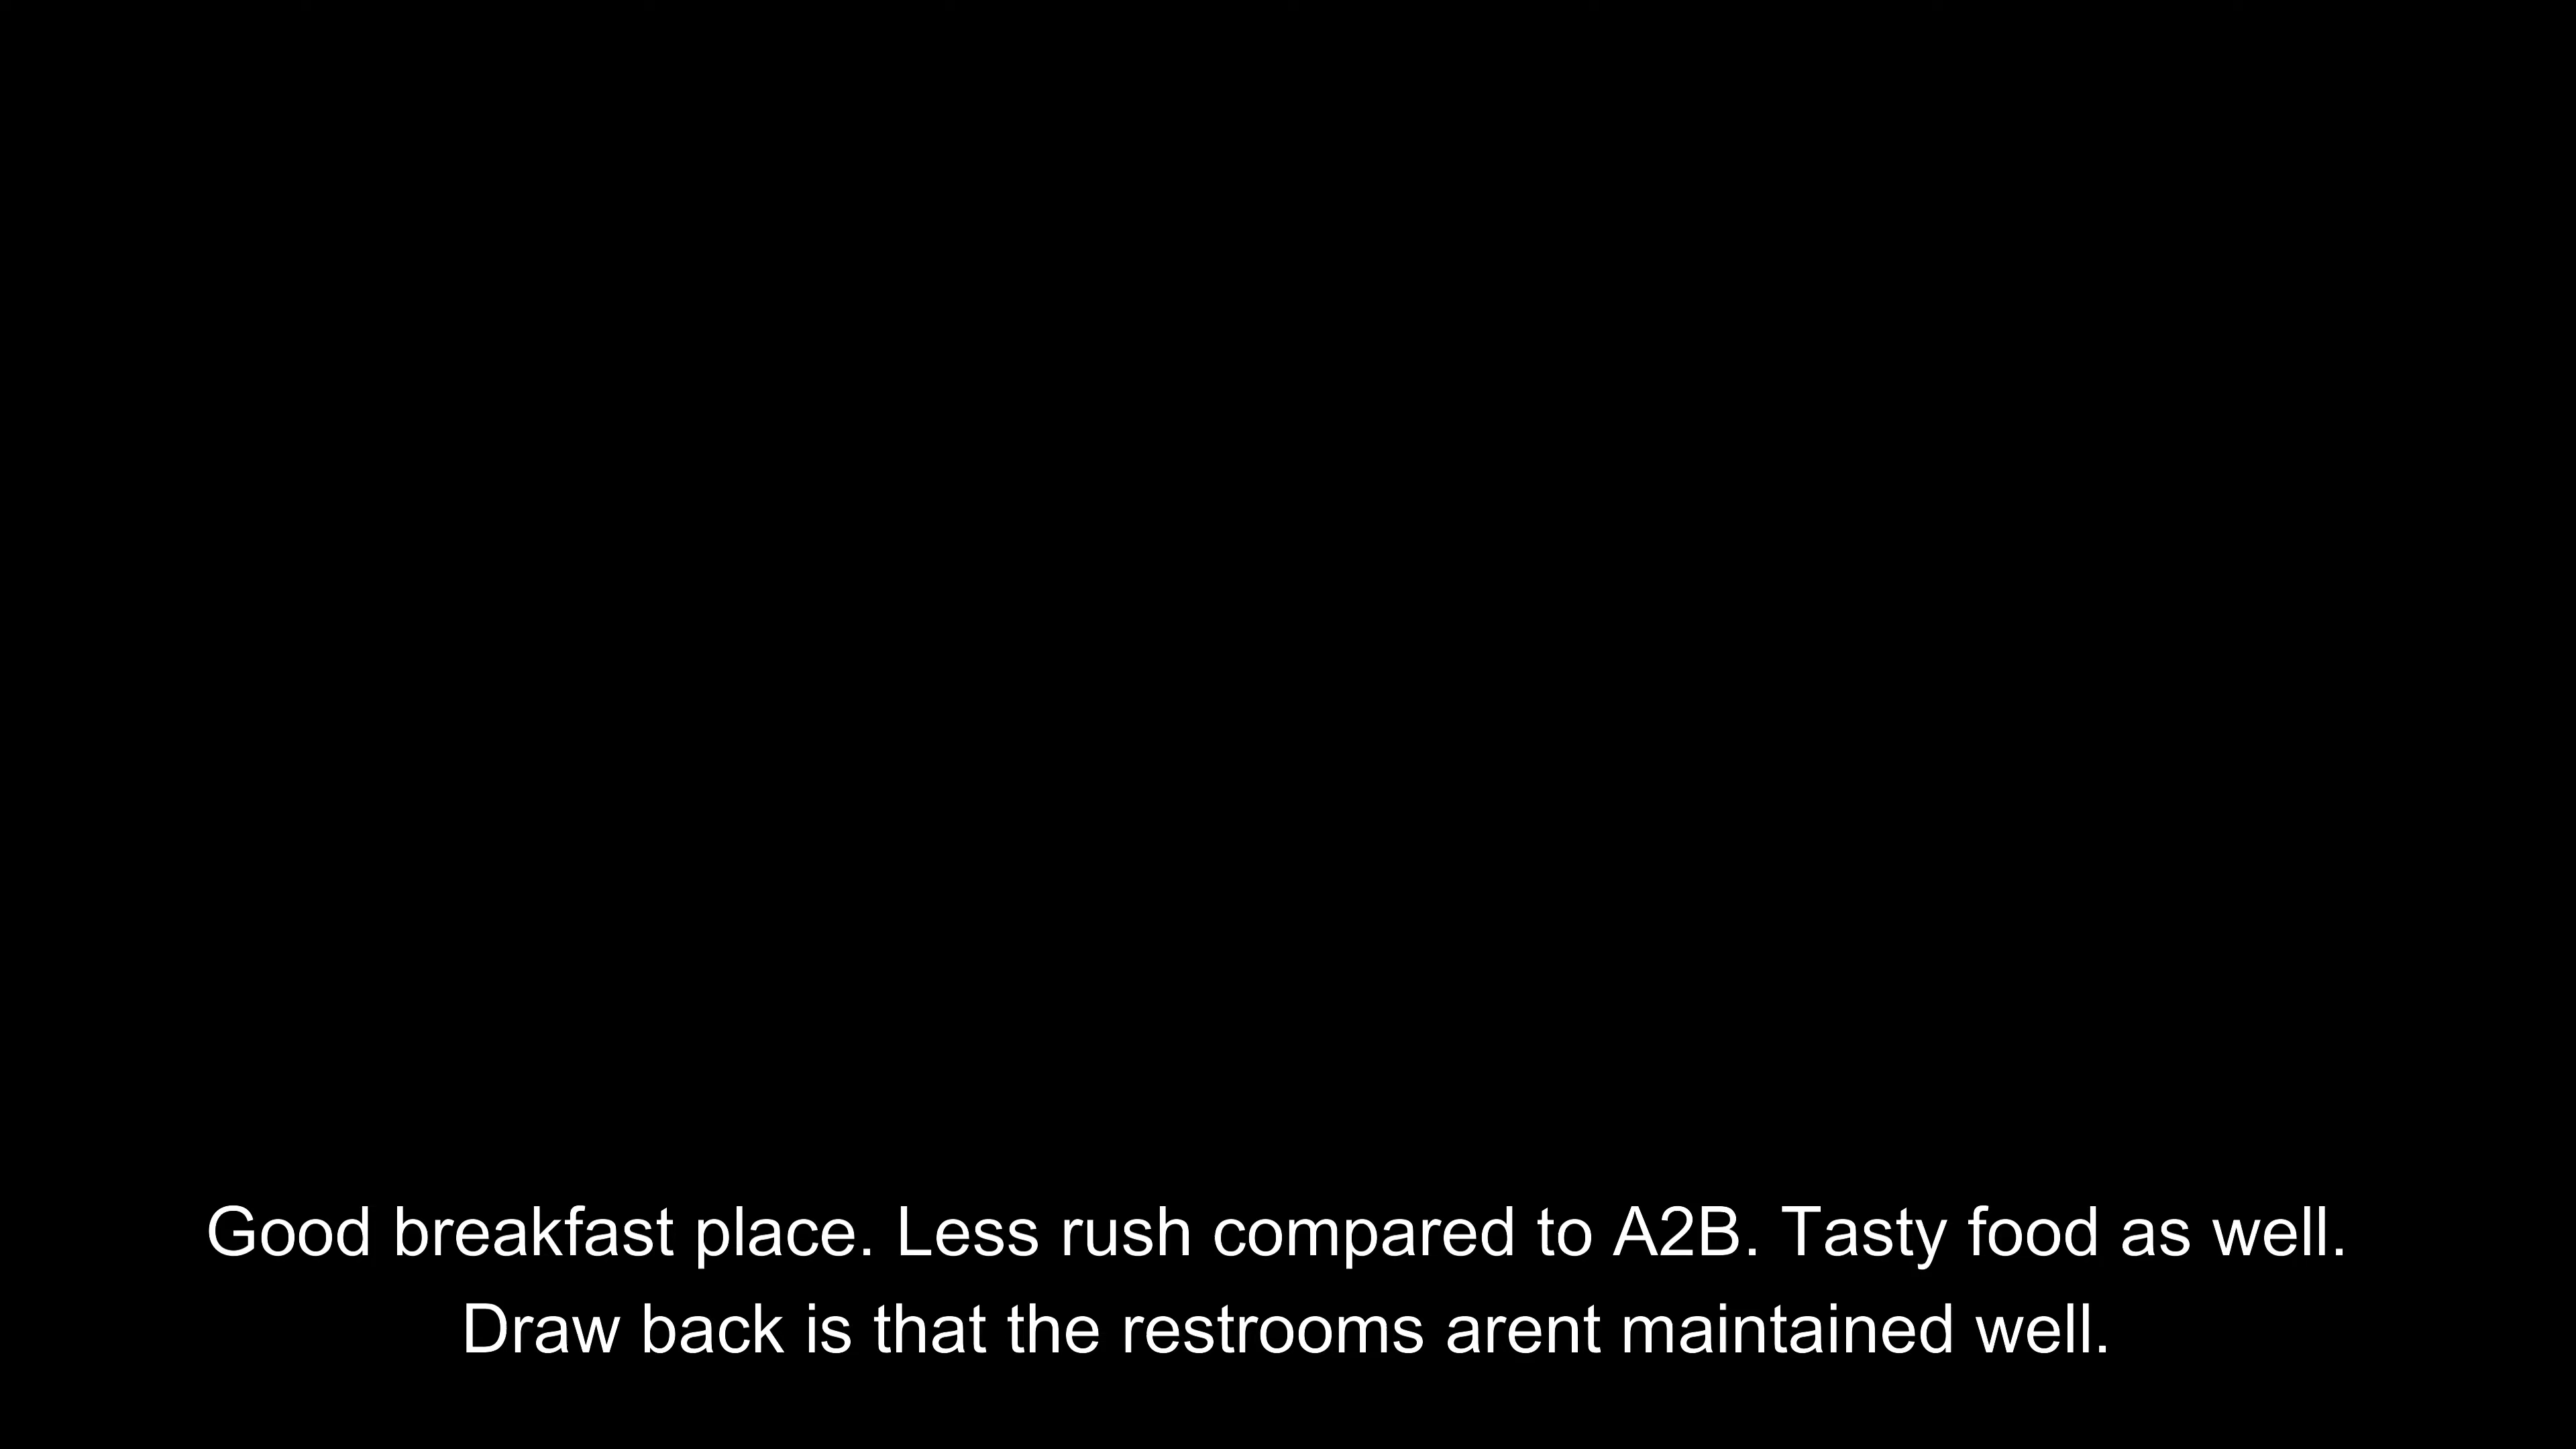 Good breakfast place. Less rush compared to A2B. Tasty food as well.
Draw back is that the restrooms arent maintained well.